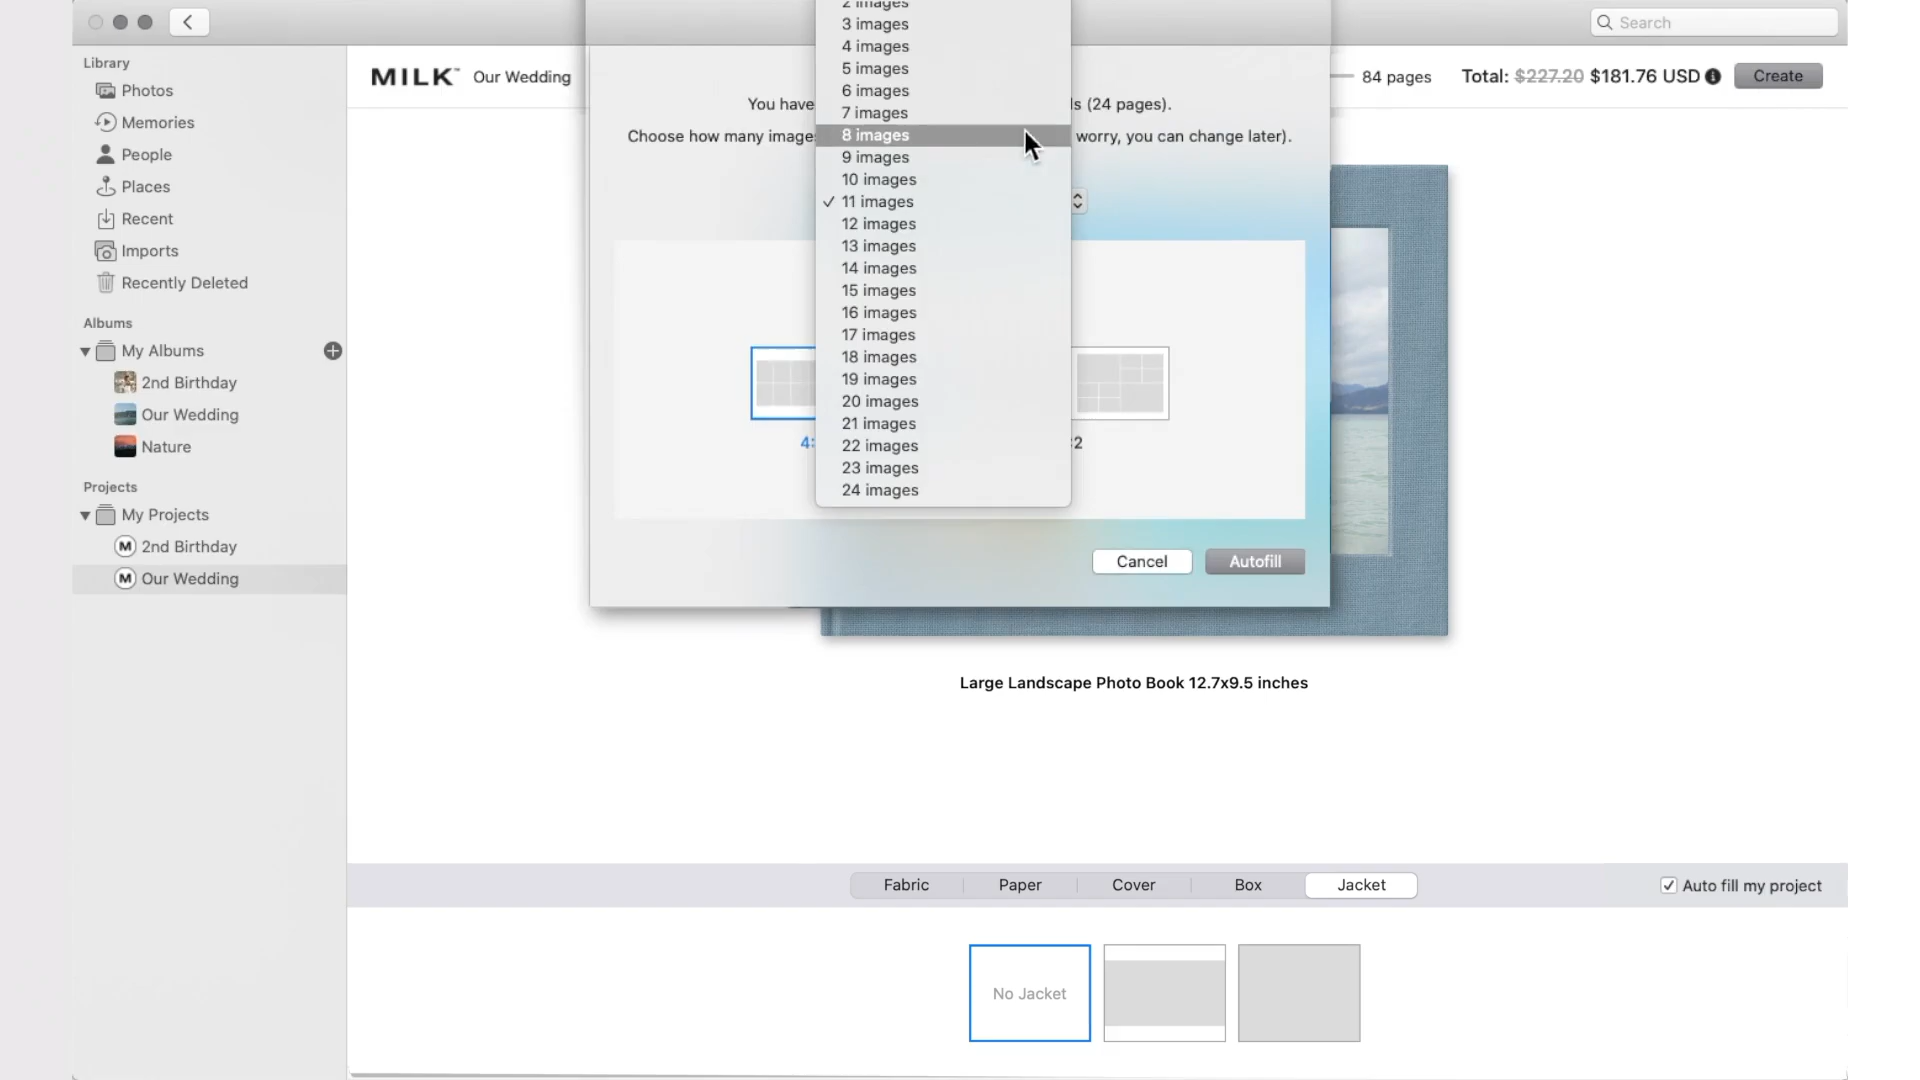 Search
Library
Photos
Memories
People
Places
Recent
Imports
Recently Deleted
Albums
My Albums
2nd Birthday
Our Wedding
Nature
Projects
My Projects
M 2nd Birthday
M Our Wedding
MILK™ Our Wedding
84 pages Total: $227.20 $181.76 USD Create
You have
(24 pages).
Choose how many
worry, you can change later).
2 images
3 images
4 images
5 images
6 images
7 images
8 images
9 images
10 images
✓ 11 images
12 images
13 images
14 images
15 images
16 images
17 images
18 images
19 images
20 images
21 images
22 images
23 images
24 images
Cancel Autofill
Large Landscape Photo Book 12.7x9.5 inches
Fabric Paper Cover Box Jacket
Auto fill my project
No Jacket